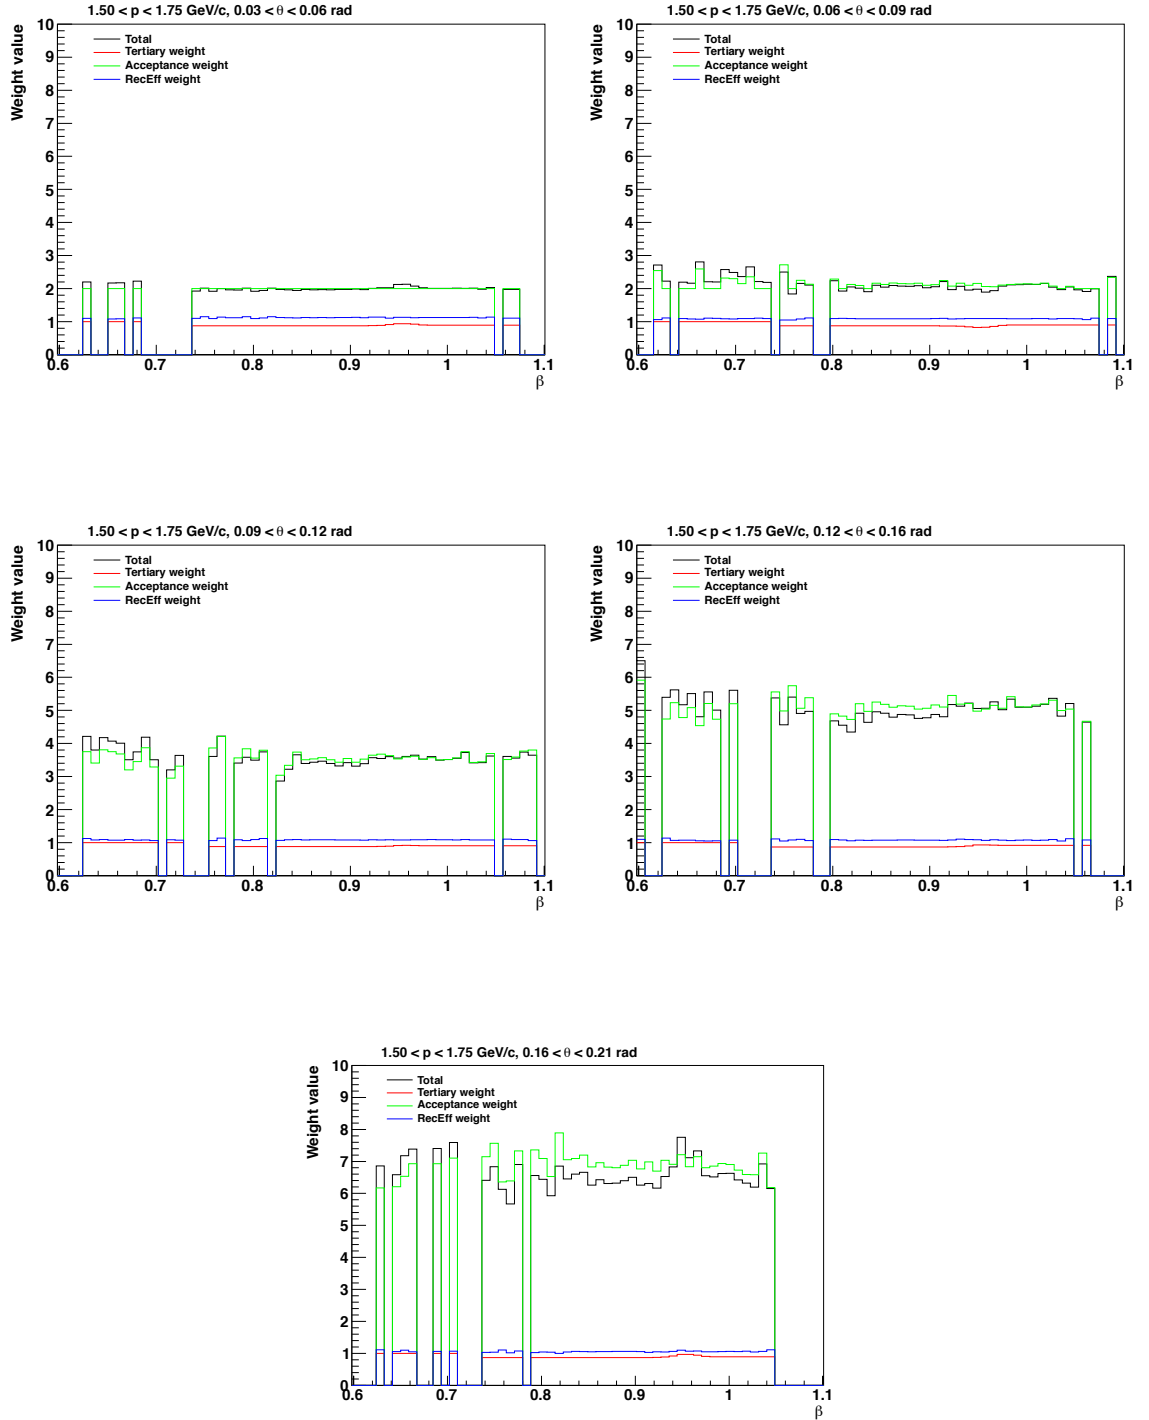 1.50 < p < 1.75 GeV/c, 0.03 < θ < 0.06 rad
Weight value
10
9
8
7
6
5
4
3
2
1
0
Total
Tertiary weight
Acceptance weight
RecEff weight
0.6 0.7 0.8 0.9 1 1.1
β
1.50 < p < 1.75 GeV/c, 0.06 < θ < 0.09 rad
Weight value
10
9
8
7
6
5
4
3
2
1
0
Total
Tertiary weight
Acceptance weight
RecEff weight
0.6 0.7 0.8 0.9 1 1.1
β
1.50 < p < 1.75 GeV/c, 0.09 < θ < 0.12 rad
Weight value
10
9
8
7
6
5
4
3
2
1
0
Total
Tertiary weight
Acceptance weight
RecEff weight
0.6 0.7 0.8 0.9 1 1.1
β
1.50 < p < 1.75 GeV/c, 0.12 < θ < 0.16 rad
Weight value
10
9
8
7
6
5
4
3
2
1
0
Total
Tertiary weight
Acceptance weight
RecEff weight
0.6 0.7 0.8 0.9 1 1.1
β
1.50 < p < 1.75 GeV/c, 0.16 < θ < 0.21 rad
Weight value
10
9
8
7
6
5
4
3
2
1
0
Total
Tertiary weight
Acceptance weight
RecEff weight
0.6 0.7 0.8 0.9 1 1.1
β